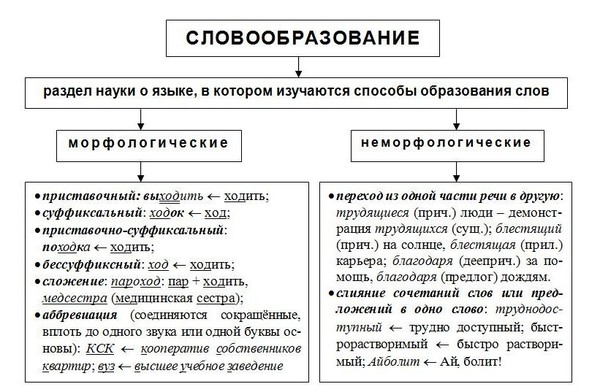 СЛОВООБРАЗОВАНИЕ
раздел науки о языке, в котором изучаются способы образования слов
морфологические
неморфологические
• приставочный: выходить ← ходить;
• суффиксальный: ходок ← ход;
• приставочно-суффиксальный:
походка ← ходить;
• бессуффиксный: ход ← ходить;
• сложение: пароход: пар + ходить,
медсестра (медицинская сестра);
• аббревиация (соединяются сокращённые,
вплоть до одного звука или одной буквы ос-
новы): КСК ← кооператив собственников
квартир; вуз ← высшее учебное заведение
• переход из одной части речи в другую:
трудящиеся (прич.) люди – демонст-
рация трудящихся (сущ.); блестящий
(прич.) на солнце, блестящая (прил.)
карьера; благодаря (дееприч.) за по-
мощь, благодаря (предлог) дождям.
• слияние сочетаний слов или пред-
ложений в одно слово: труднодос-
тупный ← трудно доступный; быст-
рорастворимый ← быстро раствори-
мый; Айболит ← Ай, болит!